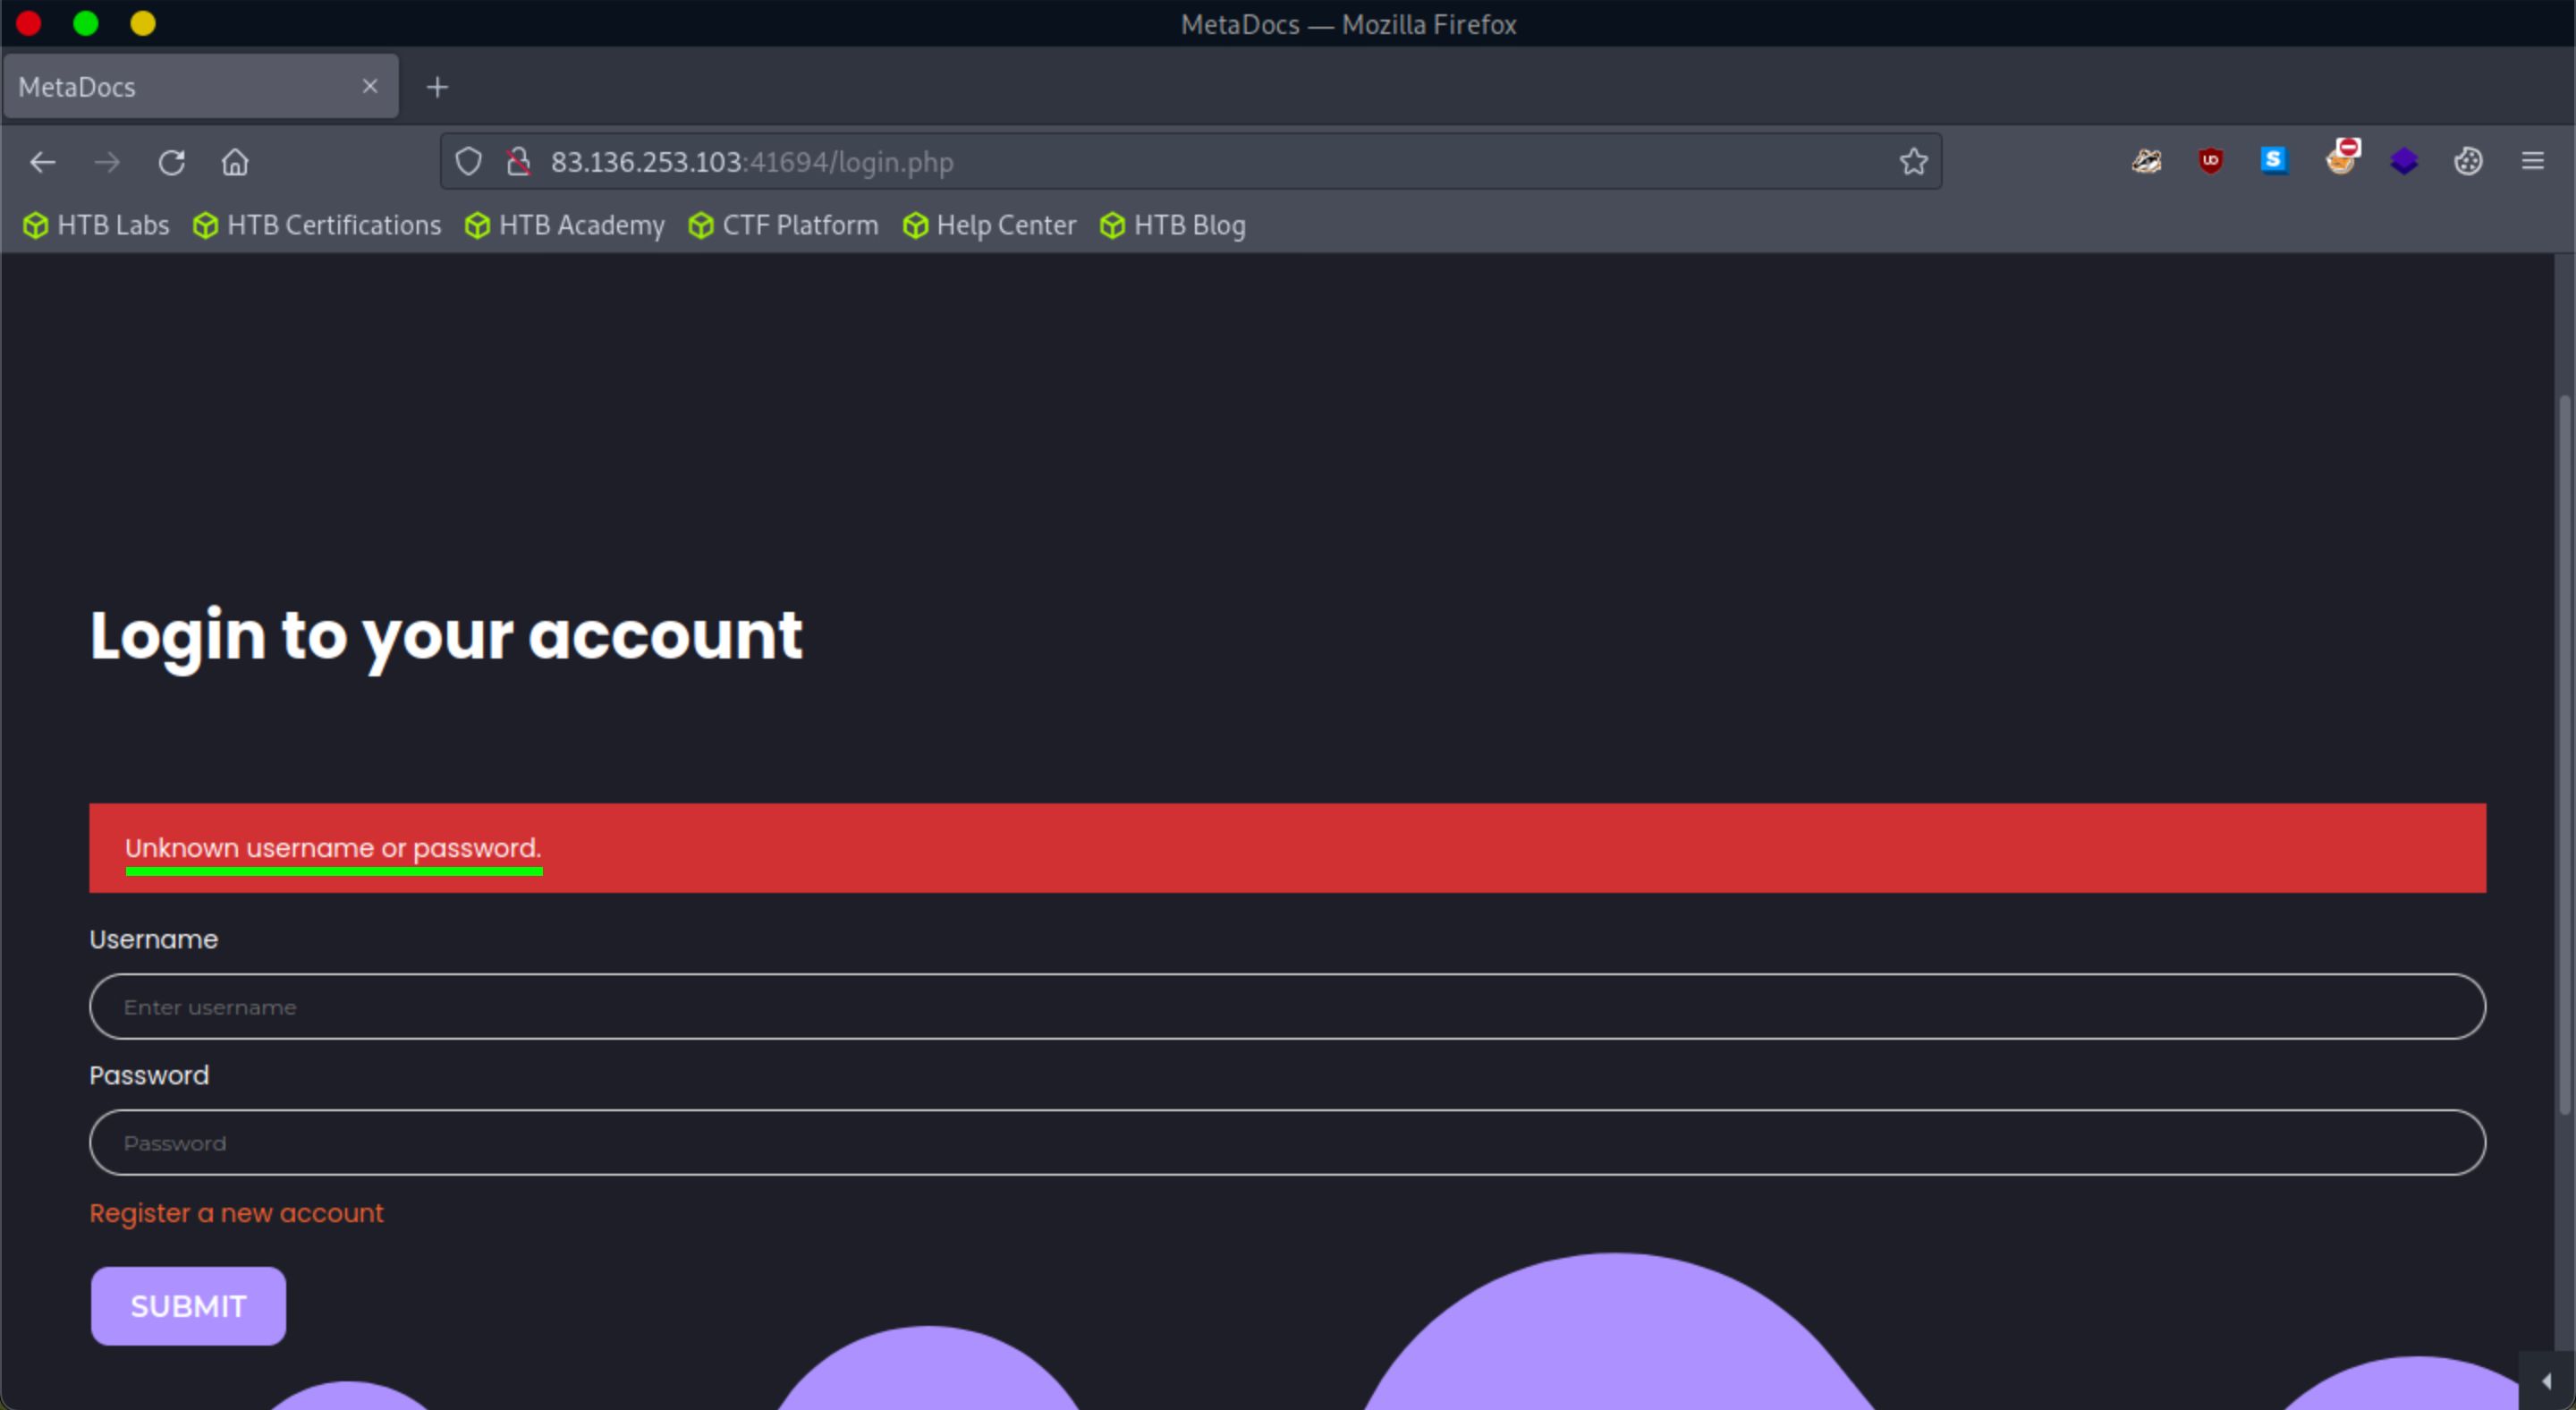 MetaDocs — Mozilla Firefox
MetaDocs
83.136.253.103:41694/login.php
HTB Labs HTB Certifications HTB Academy CTF Platform Help Center HTB Blog
Login to your account
Unknown username or password.
Username
Enter username
Password
Password
Register a new account
SUBMIT